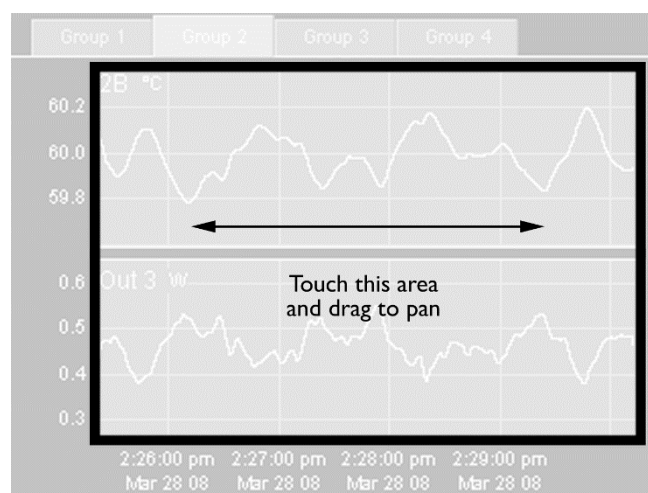 Group 1 Group 2 Group 3 Group 4
2B °C
60.2
60.0
59.8
Out 3 W
0.6
0.5
0.4
0.3
Touch this area
and drag to pan
2:26:00 pm 2:27:00 pm 2:28:00 pm 2:29:00 pm
Mar 28 08 Mar 28 08 Mar 28 08 Mar 28 08